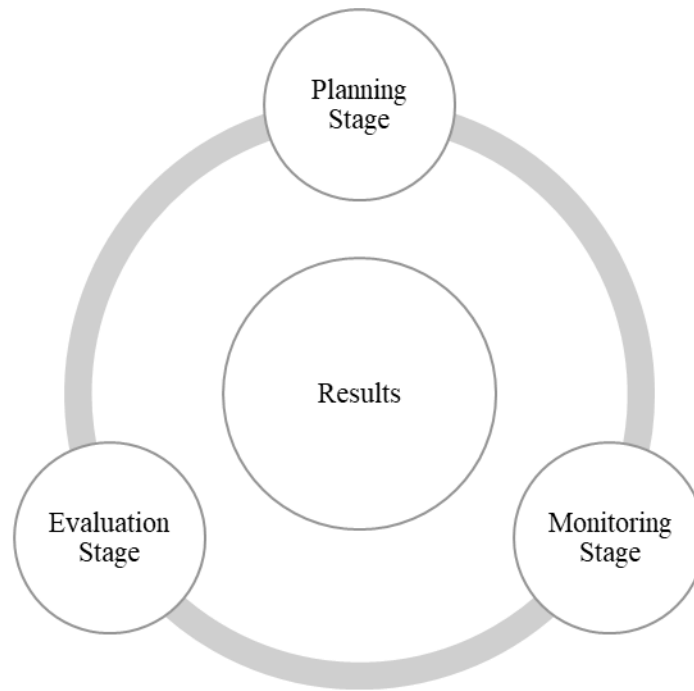 Planning
Stage
Results
Evaluation
Stage
Monitoring
Stage